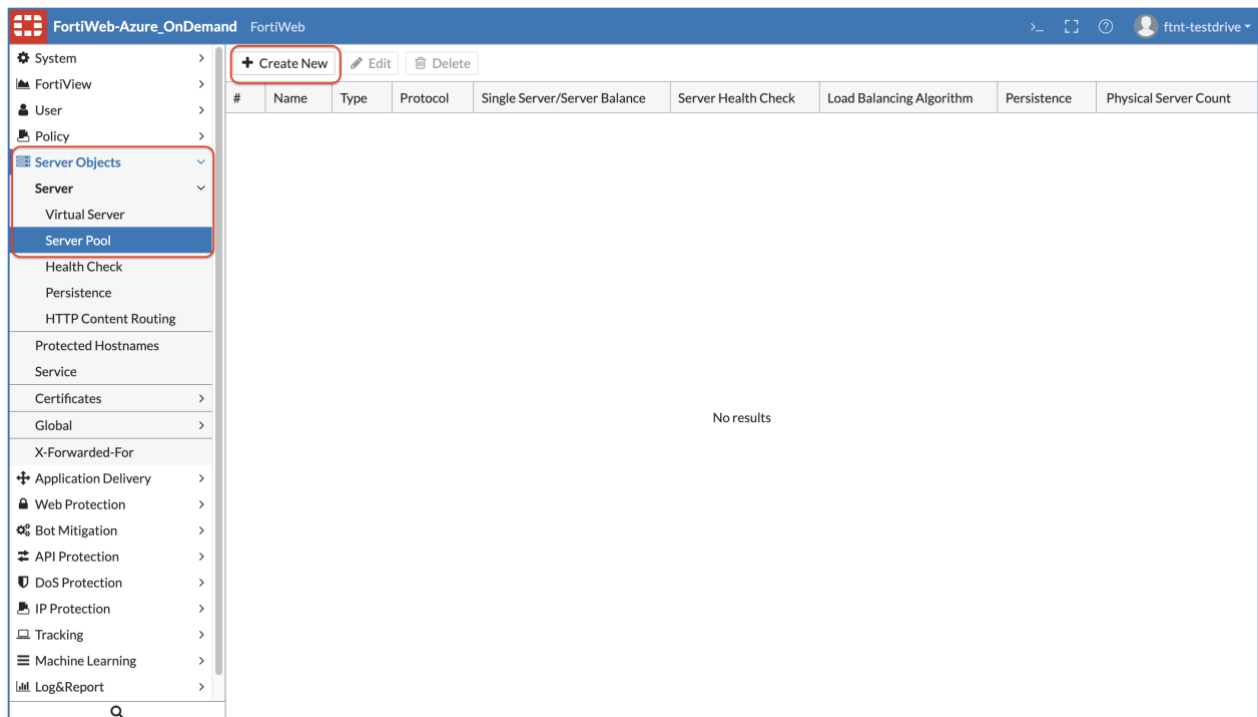 FortiWeb-Azure_OnDemand FortiWeb
ftnt-testdrive
System
FortiView
User
Policy
Server Objects
Server
Virtual Server
Server Pool
Health Check
Persistence
HTTP Content Routing
Protected Hostnames
Service
Certificates
Global
X-Forwarded-For
Application Delivery
Web Protection
Bot Mitigation
API Protection
DoS Protection
IP Protection
Tracking
Machine Learning
Log&Report
Create New Edit Delete
# Name Type Protocol Single Server/Server Balance Server Health Check Load Balancing Algorithm Persistence Physical Server Count
No results